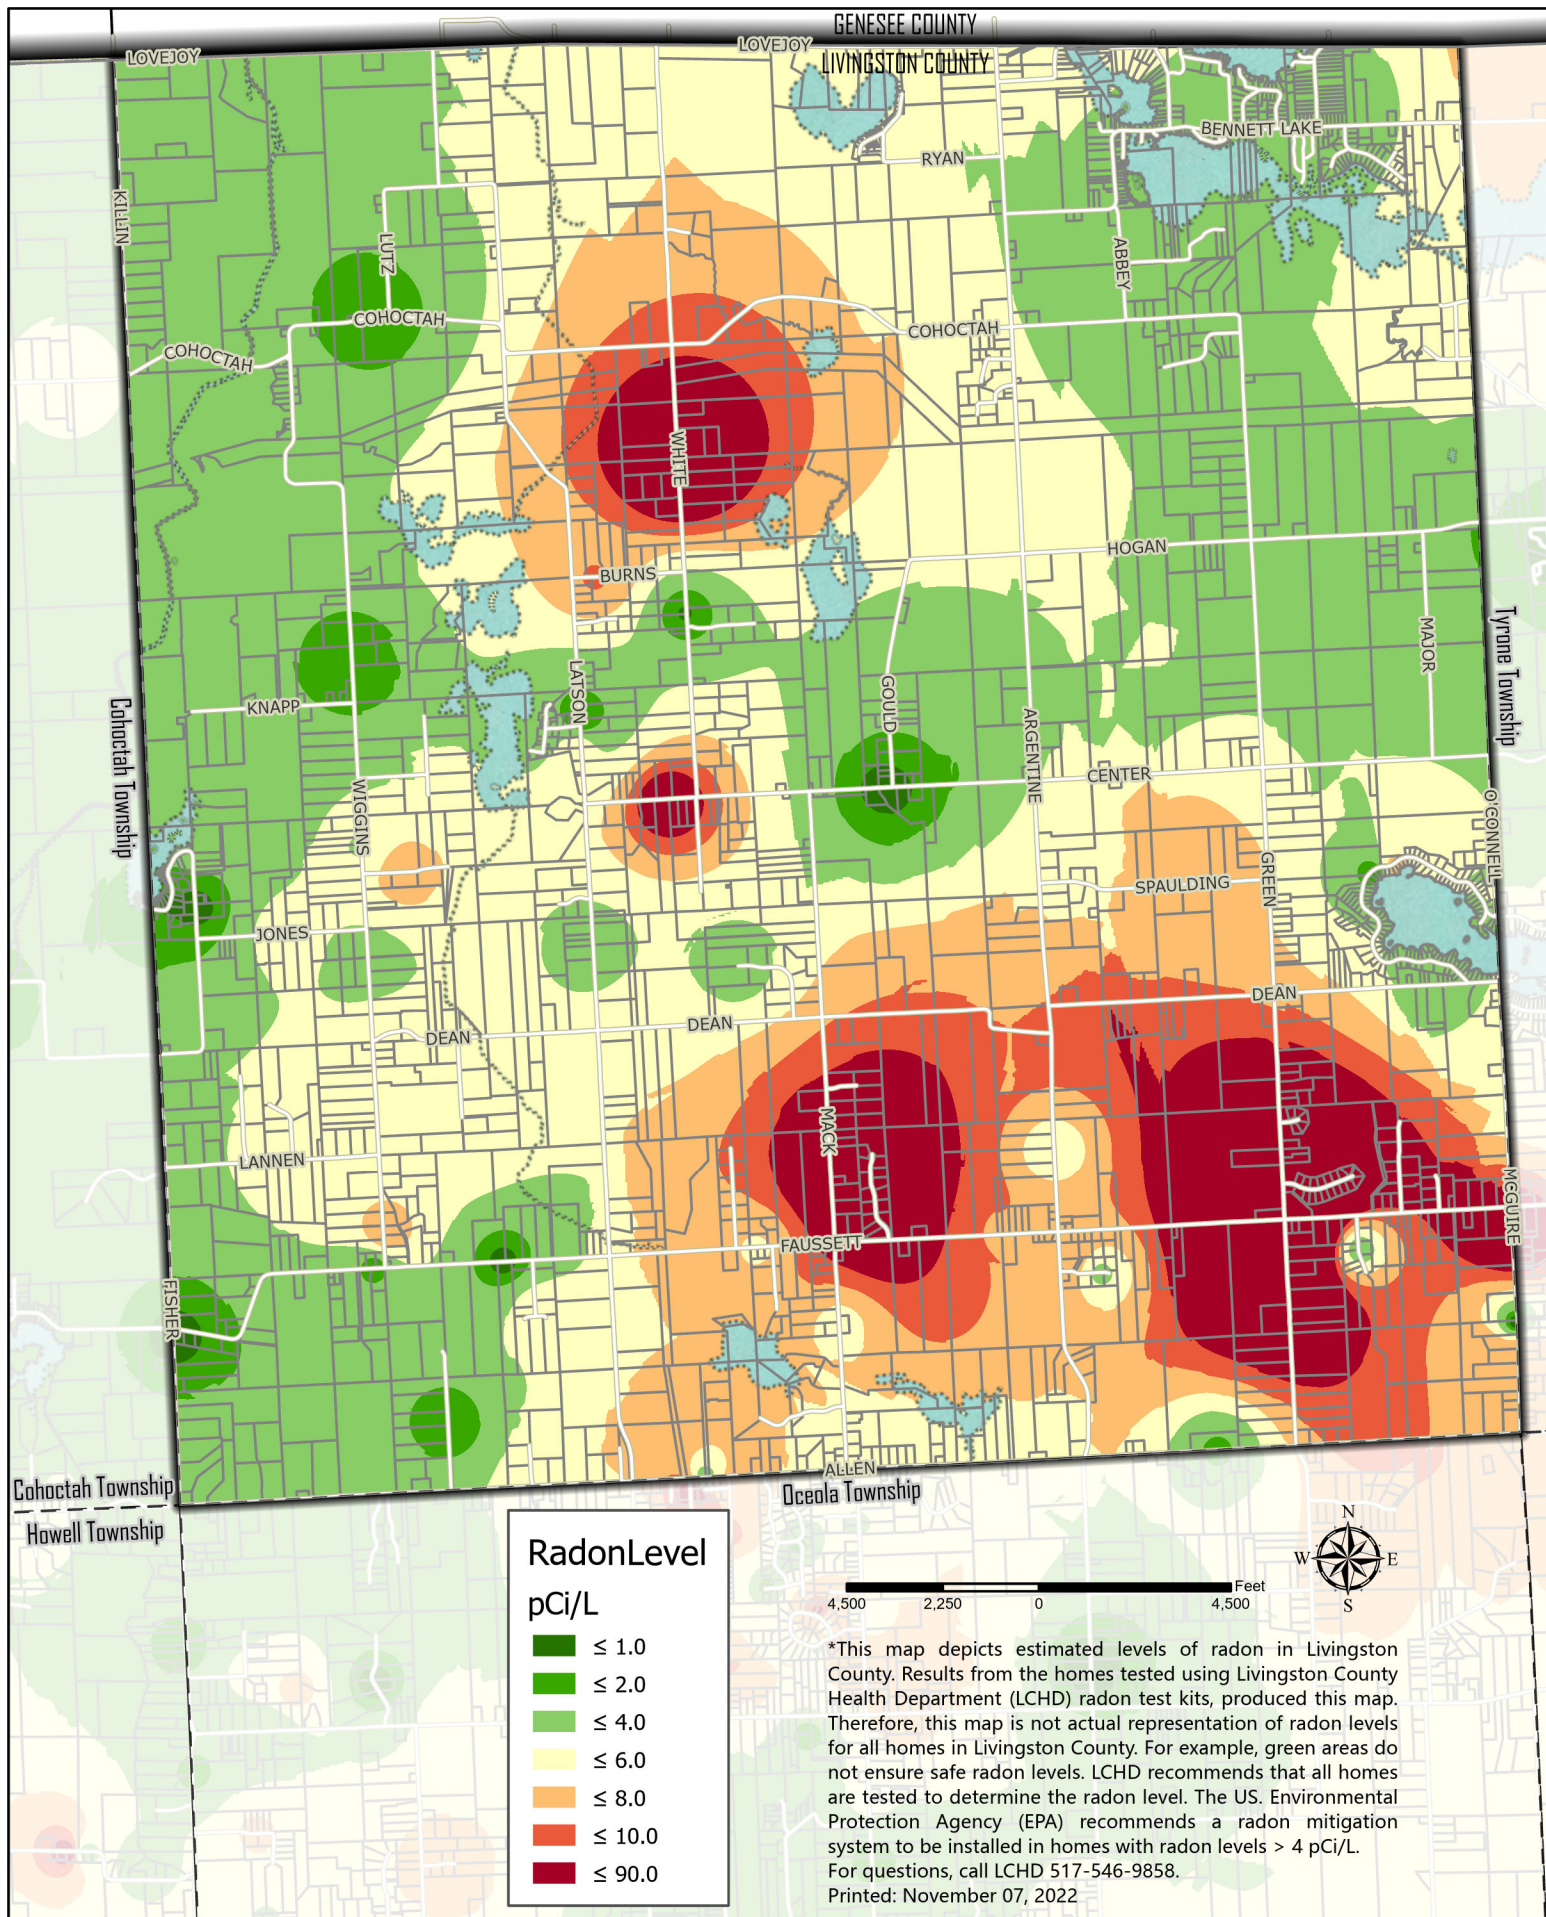 GENESEE COUNTY
LOVEJOY
LOVEJOY
LIVINGSTON COUNTY
BENNETT LAKE
RYAN
KILLIN
LUTZ
ABBEY
COHOCTAH
COHOCTAH
COHOCTAH
WHITE
HOGAN
BURNS
MAJOR
Tyrone Township
LATSON
GOULD
KNAPP
ARGENTINE
Cohoctah Township
CENTER
WIGGINS
O'CONNELL
GREEN
SPAULDING
JONES
DEAN
DEAN
DEAN
MACK
LANNEN
MCGUIRE
FAUSSETT
FISHER
ALLEN
Cohoctah Township
Oceola Township
Howell Township
RadonLevel
pCi/L
≤ 1.0
≤ 2.0
≤ 4.0
≤ 6.0
≤ 8.0
≤ 10.0
≤ 90.0
N
W E
S
Feet
4,500 2,250 0 4,500
*This map depicts estimated levels of radon in Livingston
County. Results from the homes tested using Livingston County
Health Department (LCHD) radon test kits, produced this map.
Therefore, this map is not actual representation of radon levels
for all homes in Livingston County. For example, green areas do
not ensure safe radon levels. LCHD recommends that all homes
are tested to determine the radon level. The US. Environmental
Protection Agency (EPA) recommends a radon mitigation
system to be installed in homes with radon levels > 4 pCi/L.
For questions, call LCHD 517-546-9858.
Printed: November 07, 2022